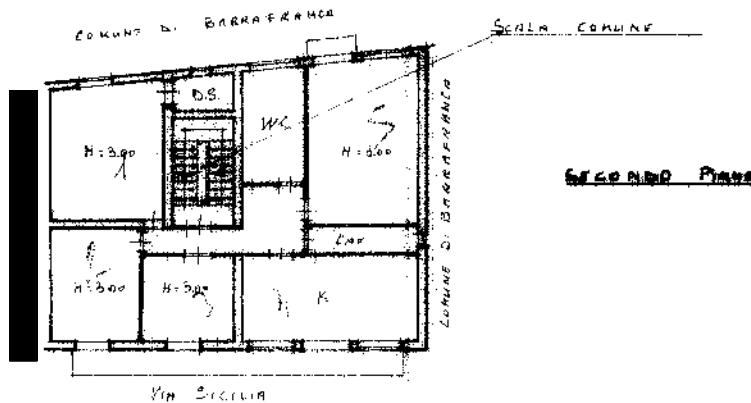 COMUNE DI BARRAFRANCA
SCALA COMUNE
D.S.
WC
H=3.00
H=3.00
COMUNE DI BARRAFRANCA
SECONDO PIANO
H=3.00
H=3.00
K
VIA SICILIA